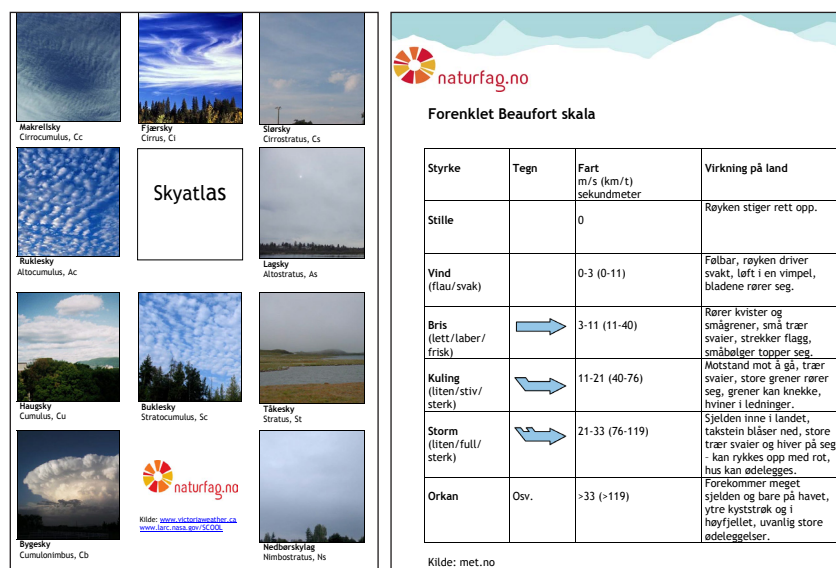 Makrellsky
Cirrocumulus, Cc
Fjærsky
Cirrus, Ci
Slørsky
Cirrostratus, Cs
Ruklesky
Altocumulus, Ac
Skyatlas
Lagsky
Altostratus, As
Haugsky
Cumulus, Cu
Buklesky
Stratocumulus, Sc
Tåkesky
Stratus, St
Bygesky
Cumulonimbus, Cb
naturfag.no
Kilde: www.victoriaweather.ca
www.larc.nasa.gov/SCOOL
Nedbørskylag
Nimbostratus, Ns
naturfag.no
Forenklet Beaufort skala
Styrke
Tegn
Fart
m/s (km/t)
sekundmeter
Virkning på land
Stille
0
Røyken stiger rett opp.
Vind
(flau/svak)
0-3 (0-11)
Følbar, røyken driver
svakt, løft i en vimpel,
bladene rører seg.
Bris
(lett/laber/
frisk)
3-11 (11-40)
Rører kvister og
smågrener, små trær
svaier, strekker flagg,
småbølger topper seg.
Kuling
(liten/stiv/
sterk)
11-21 (40-76)
Motstand mot å gå, trær
svaier, store grener rører
seg, grener kan knekke,
hviner i ledninger.
Storm
(liten/full/
sterk)
21-33 (76-119)
Sjelden inne i landet,
takstein blåser ned, store
trær svaier og hiver på seg
- kan rykkes opp med rot,
hus kan ødelegges.
Orkan
Osv.
>33 (>119)
Forekommer meget
sjelden og bare på havet,
ytre kyststrøk og i
høyfjellet, uvanlig store
ødeleggelser.
Kilde: met.no